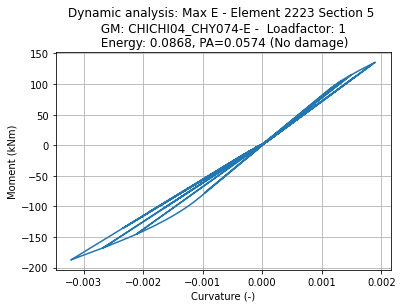 Dynamic analysis: Max E - Element 2223 Section 5
GM: CHICHI04_CHY074-E - Loadfactor: 1
Energy: 0.0868, PA=0.0574 (No damage)
150
100
50
0
−50
−100
−150
−200
Moment (kNm)
−0.003
−0.002
−0.001
0.000
0.001
0.002
Curvature (-)